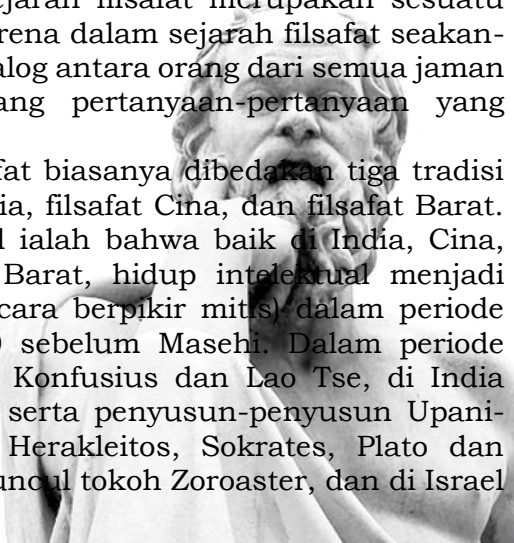 ejarah filsafat merupakan sesuatu
rena dalam sejarah filsafat seakan-
alog antara orang dari semua jaman
ang pertanyaan-pertanyaan yang
fat biasanya dibedakan tiga tradisi
ia, filsafat Cina, dan filsafat Barat.
l ialah bahwa baik di India, Cina,
Barat, hidup intelektual menjadi
cara berpikir mitis) dalam periode
) sebelum Masehi. Dalam periode
Konfusius dan Lao Tse, di India
serta penyusun-penyusun Upani-
Herakleitos, Sokrates, Plato dan
uncul tokoh Zoroaster, dan di Israel